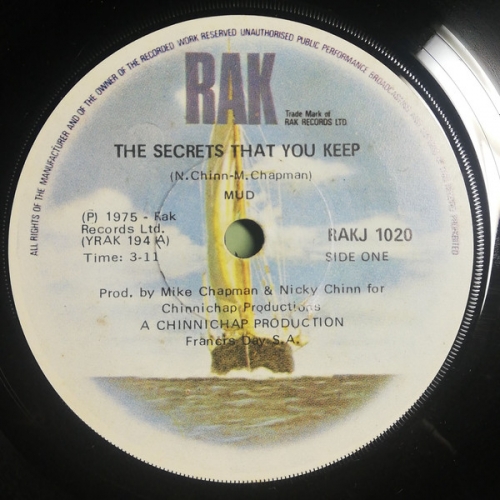 ALL RIGHTS OF THE MANUFACTURER AND OF THE OWNER OF THE RECORDED WORK RESERVED UNAUTHORISED PUBLIC PERFORMANCE BROADCASTING AND PROHIBITED
RAK
Trade Mark of
RAK RECORDS LTD.
THE SECRETS THAT YOU KEEP
(N.Chinn-M.Chapman)
MUD
(P) 1975 - Rak
Records Ltd.
(YRAK 194 A)
Time: 3-11
RAKJ 1020
SIDE ONE
Prod. by Mike Chapman & Nicky Chinn for
Chinnichap Productions
A CHINNICHAP PRODUCTION
Francis Day S.A.